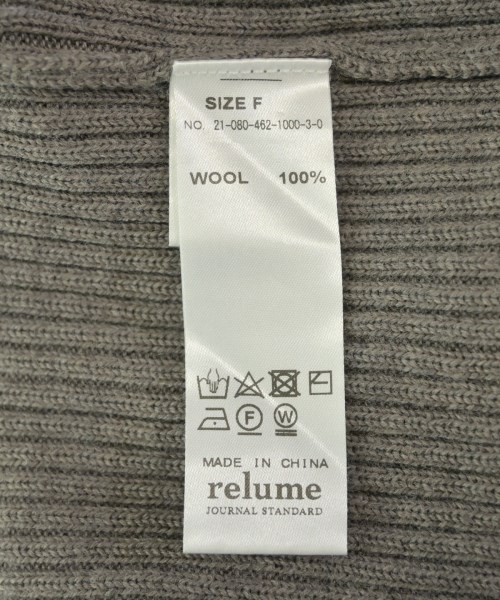 SIZE F
NO. 21-080-462-1000-3-0
WOOL 100%
F W
MADE IN CHINA
relume
JOURNAL STANDARD